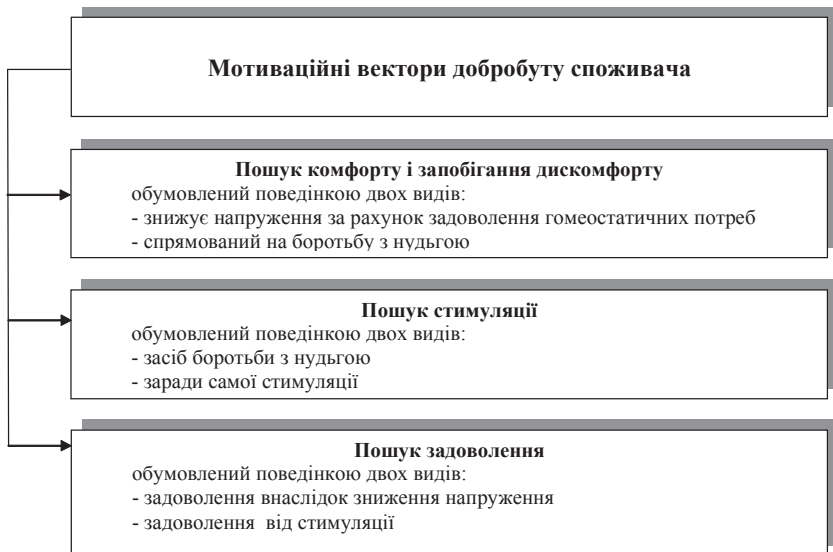 Мотиваційні вектори добробуту споживача
Пошук комфорту і запобігання дискомфорту
обумовлений поведінкою двох видів:
- знижує напруження за рахунок задоволення гомеостатичних потреб
- спрямований на боротьбу з нудьгою
Пошук стимуляції
обумовлений поведінкою двох видів:
- засіб боротьби з нудьгою
- заради самої стимуляції
Пошук задоволення
обумовлений поведінкою двох видів:
- задоволення внаслідок зниження напруження
- задоволення  від стимуляції